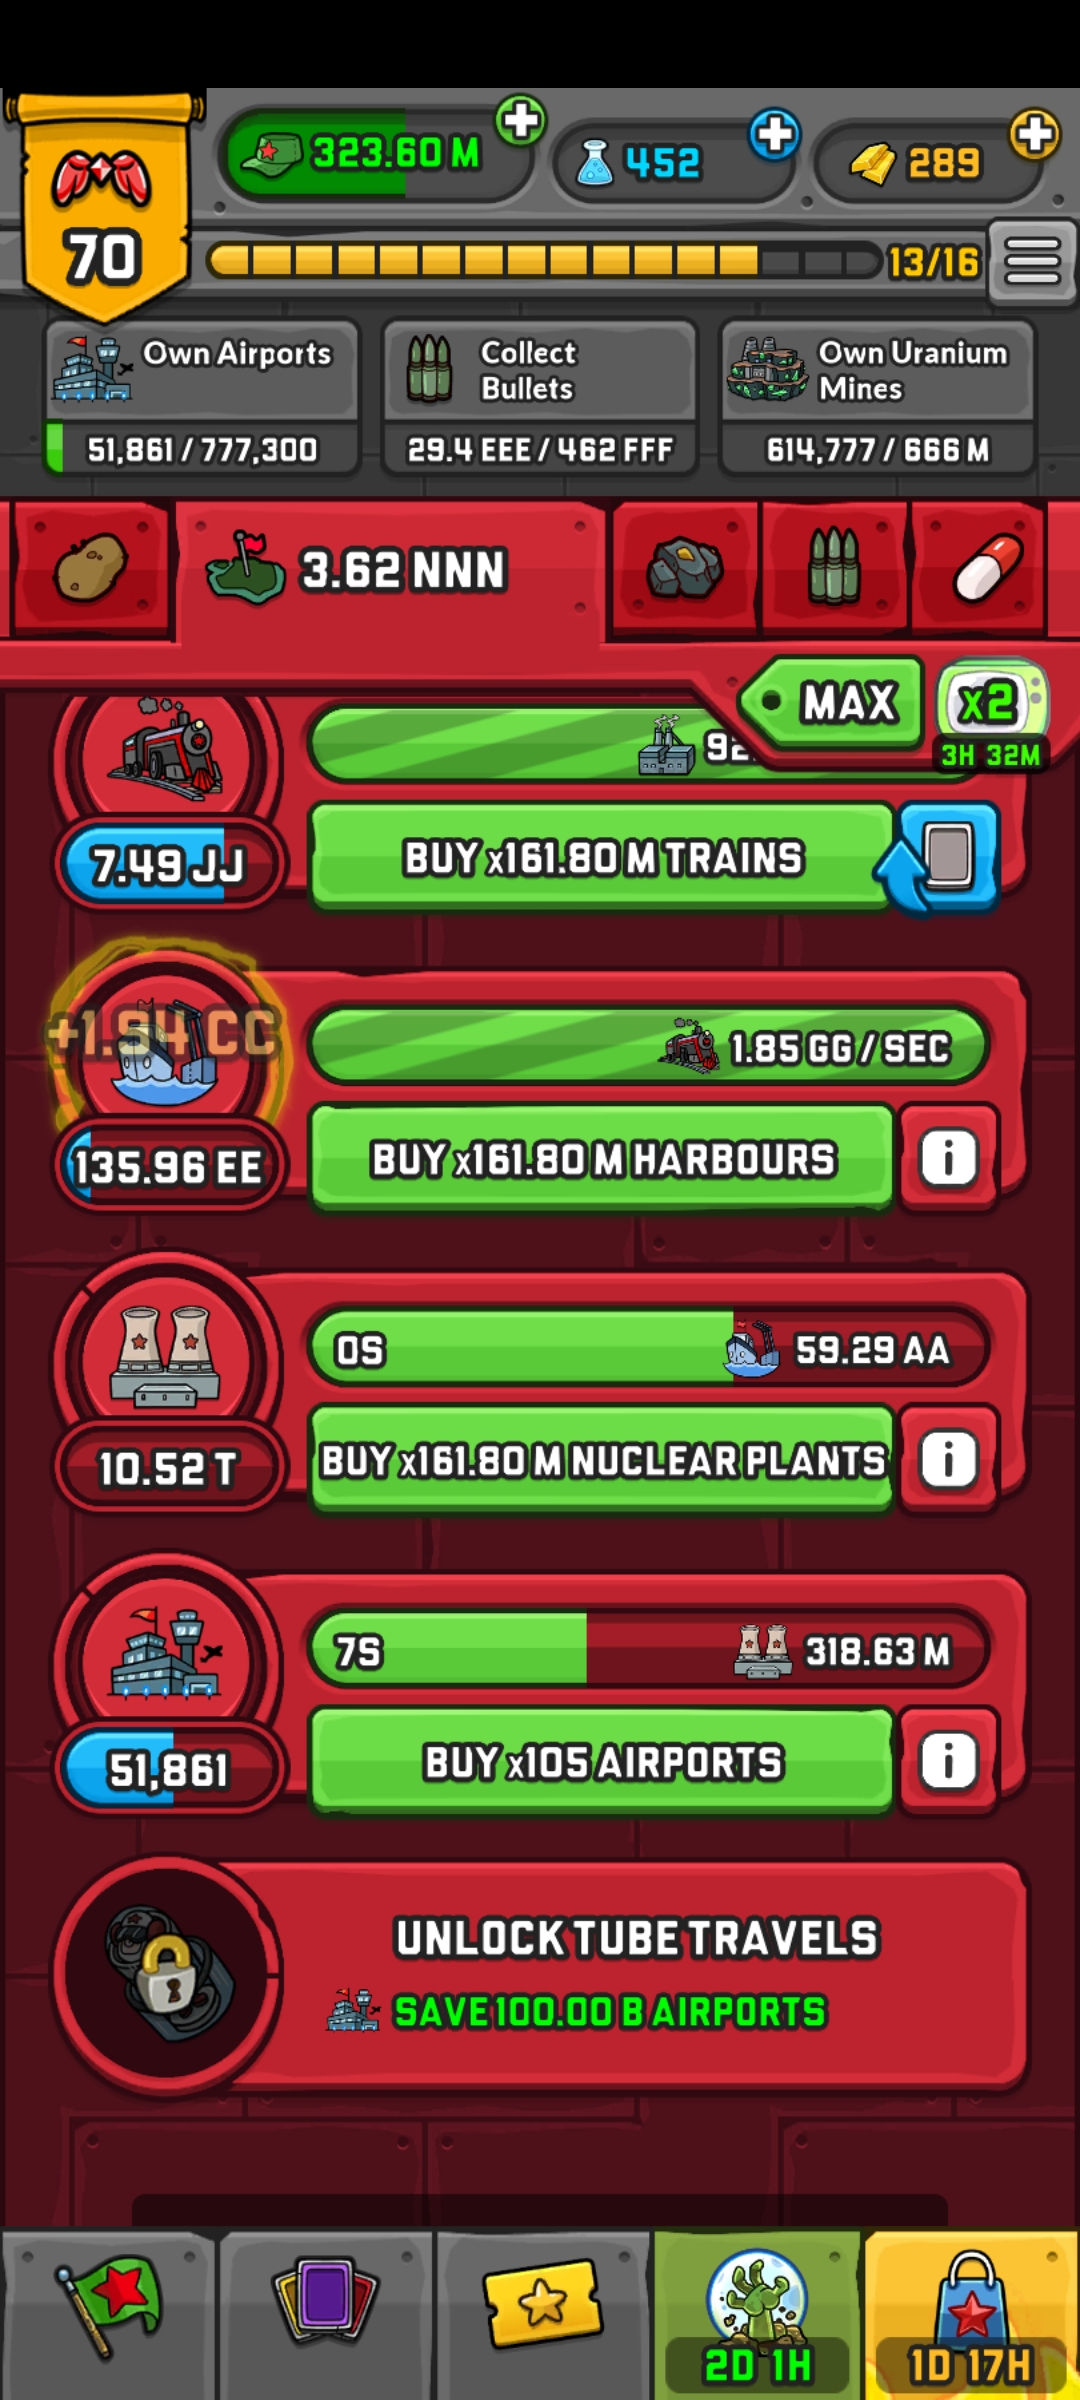 323.60 M
452
289
70
13/16
Own Airports
51,861 / 777,300
Collect
Bullets
29.4 EEE / 462 FFF
Own Uranium
Mines
614,777 / 666 M
3.62 NNN
MAX
x2
3H 32M
92.
7.49 JJ
BUY x161.80 M TRAINS
+1.94 CC
1.85 GG / SEC
135.96 EE
BUY x161.80 M HARBOURS
i
0S
59.29 AA
10.52 T
BUY x161.80 M NUCLEAR PLANTS
i
7S
318.63 M
51,861
BUY x105 AIRPORTS
i
UNLOCK TUBE TRAVELS
SAVE 100.00 B AIRPORTS
2D 1H
1D 17H